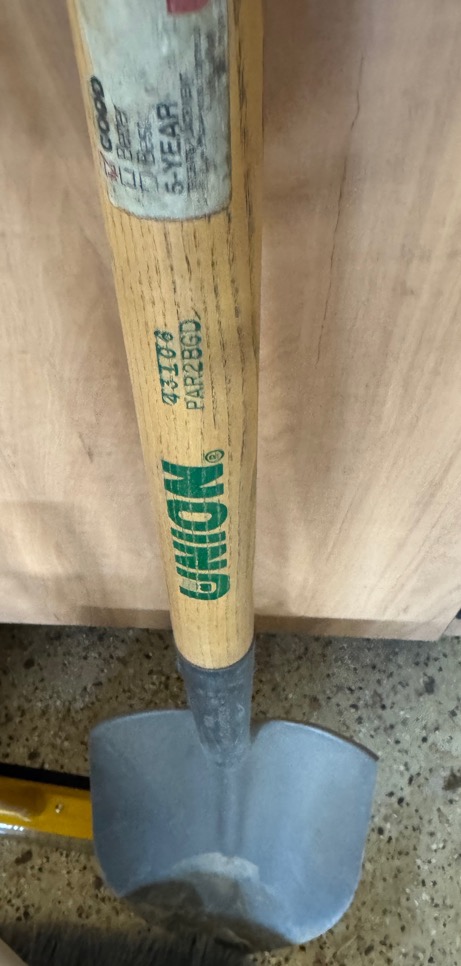 GOOD
Better
Best
5-YEAR
43106
PAR2BGD
UNION®